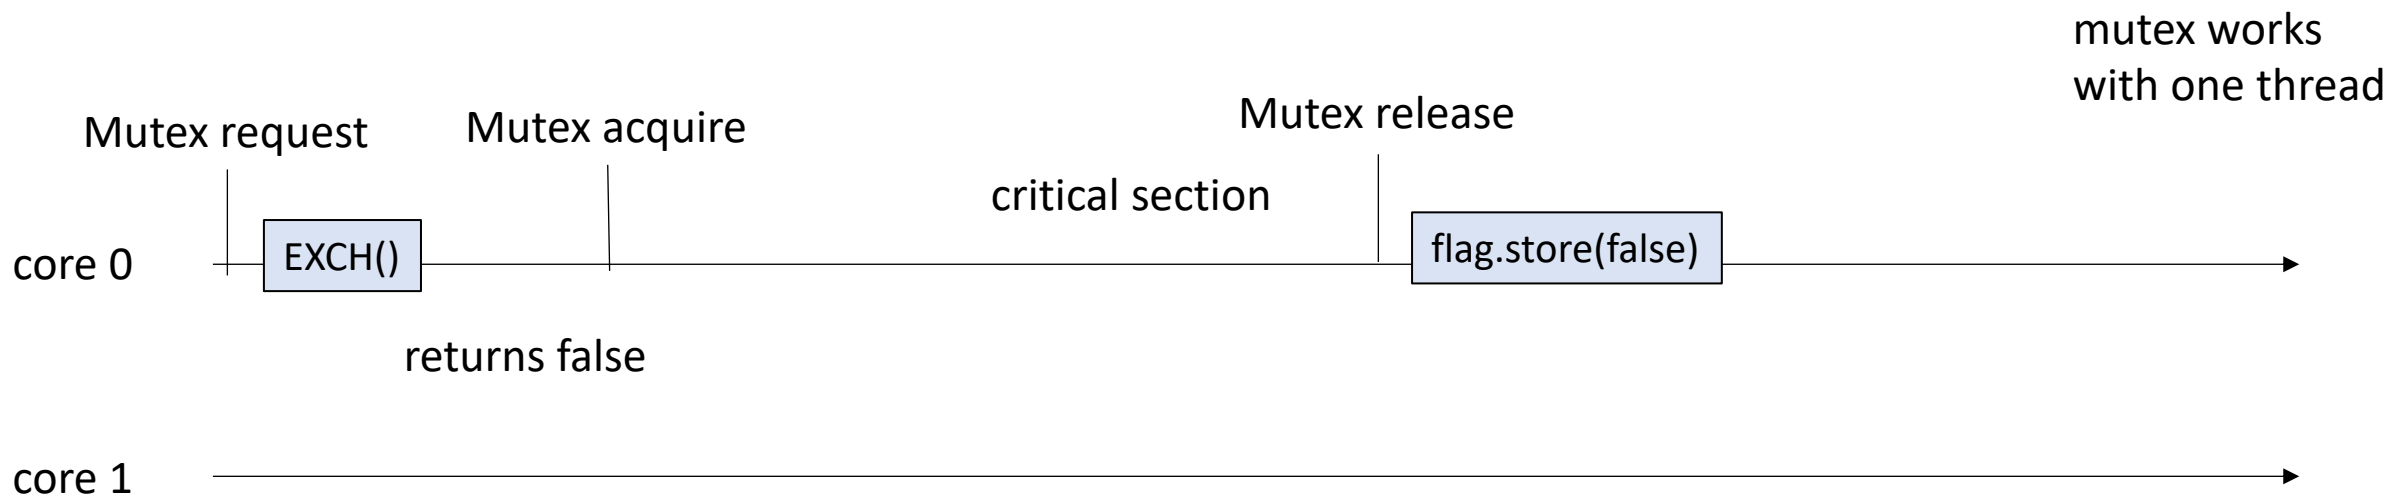 mutex works
with one thread
Mutex request
Mutex acquire
Mutex release
critical section
core 0
EXCH()
flag.store(false)
returns false
core 1